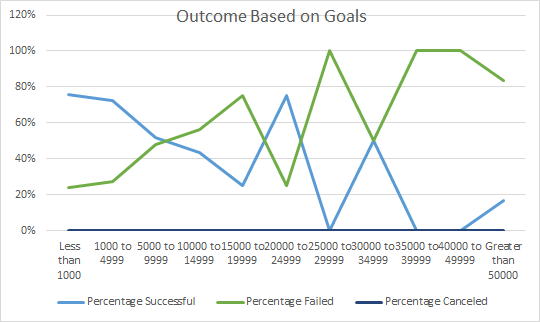 Outcome Based on Goals
120%
100%
80%
60%
40%
20%
0%
Less than 1000
1000 to 4999
5000 to 9999
10000 to 14999
15000 to 19999
20000 to 24999
25000 to 29999
30000 to 34999
35000 to 39999
40000 to 49999
Greater than 50000
Percentage Successful
Percentage Failed
Percentage Canceled